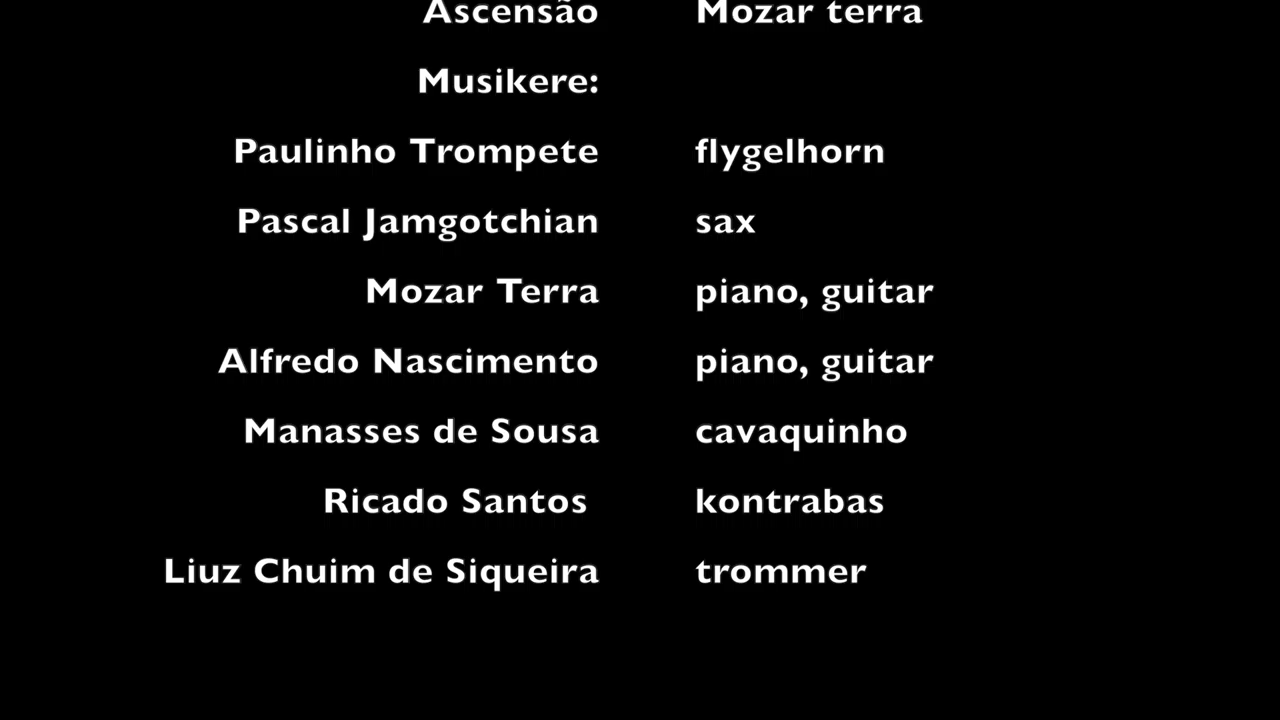 Ascensão Mozar terra
Musikere:
Paulinho Trompete flygelhorn
Pascal Jamgotchian sax
Mozar Terra piano, guitar
Alfredo Nascimento piano, guitar
Manasses de Sousa cavaquinho
Ricado Santos kontrabas
Liuz Chuim de Siqueira trommer